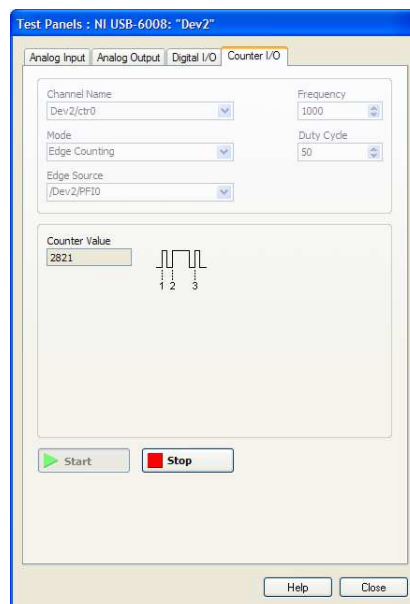 Test Panels : NI USB-6008: "Dev2"
Analog Input Analog Output Digital I/O Counter I/O
Channel Name Frequency
Dev2/ctr0 1000
Mode Duty Cycle
Edge Counting 50
Edge Source
/Dev2/PFI0
Counter Value
2821
1 2 3
Start Stop
Help Close